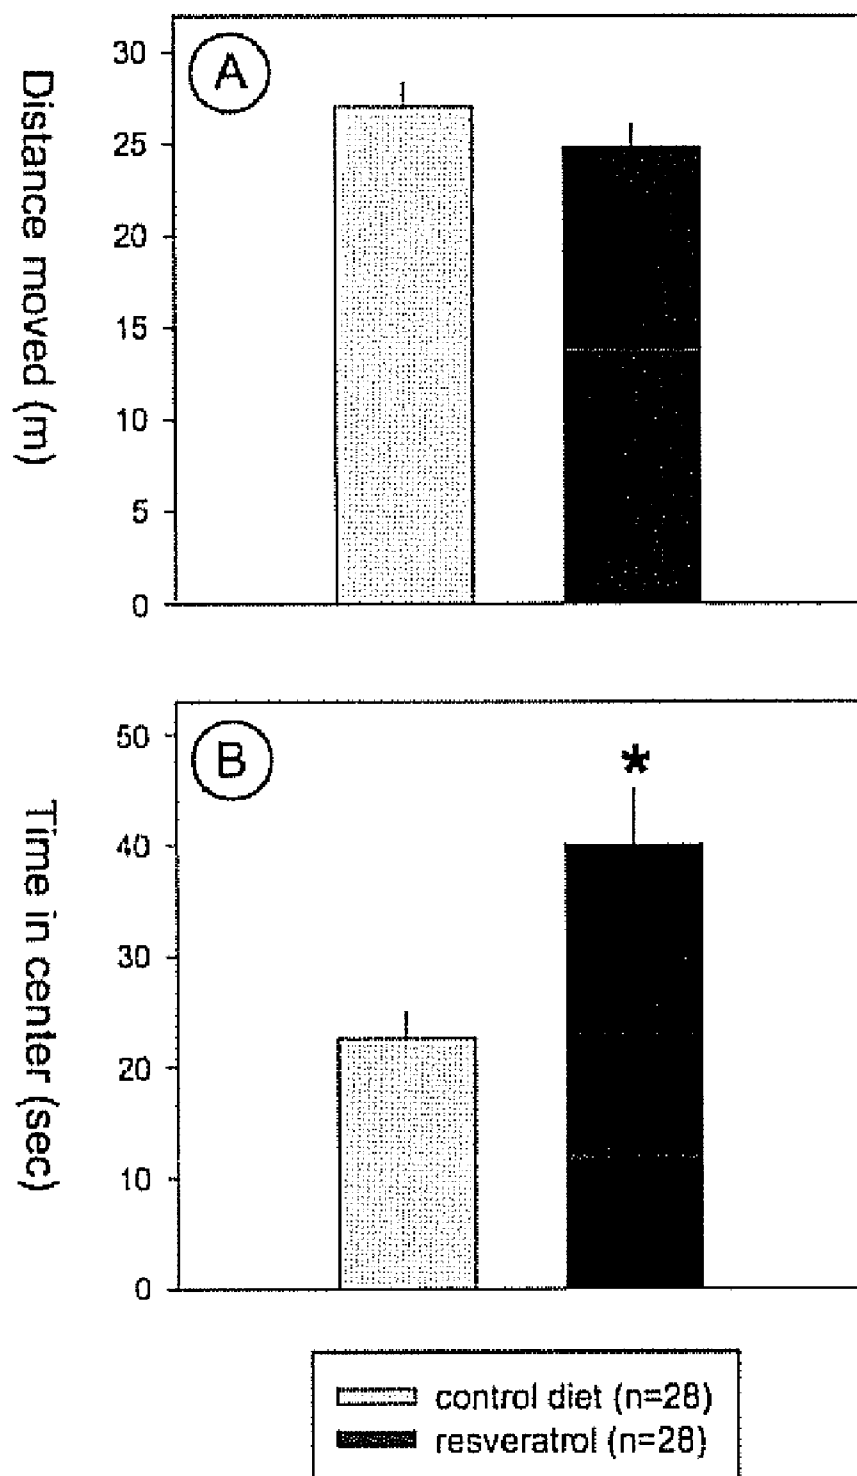 A
Distance moved (m)
30
25
20
15
10
5
0
B
*
Time in center (sec)
50
40
30
20
10
0
control diet (n=28)
resveratrol (n=28)